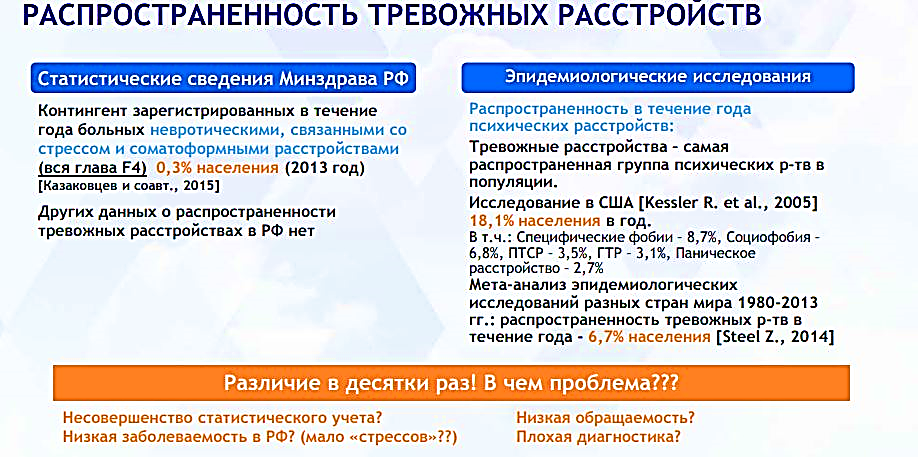 РАСПРОСТРАНЕННОСТЬ ТРЕВОЖНЫХ РАССТРОЙСТВ
Статистические сведения Минздрава РФ
Контингент зарегистрированных в течение
года больных невротическими, связанными со
стрессом и соматоформными расстройствами
(вся глава F4) 0,3% населения (2013 год)
[Казаковцев и соавт., 2015]
Других данных о распространенности
тревожных расстройствах в РФ нет
Эпидемиологические исследования
Распространенность в течение года
психических расстройств:
Тревожные расстройства – самая
распространенная группа психических р-тв в
популяции.
Исследование в США [Kessler R. et al., 2005]
18,1% населения в год.
В т.ч.: Специфические фобии – 8,7%, Социофобия –
6,8%, ПТСР – 3,5%, ГТР – 3,1%, Паническое
расстройство – 2,7%
Мета-анализ эпидемиологических
исследований разных стран мира 1980-2013
гг.: распространенность тревожных р-тв в
течение года - 6,7% населения [Steel Z., 2014]
Различие в десятки раз! В чем проблема???
Несовершенство статистического учета?
Низкая заболеваемость в РФ? (мало «стрессов»??)
Низкая обращаемость?
Плохая диагностика?